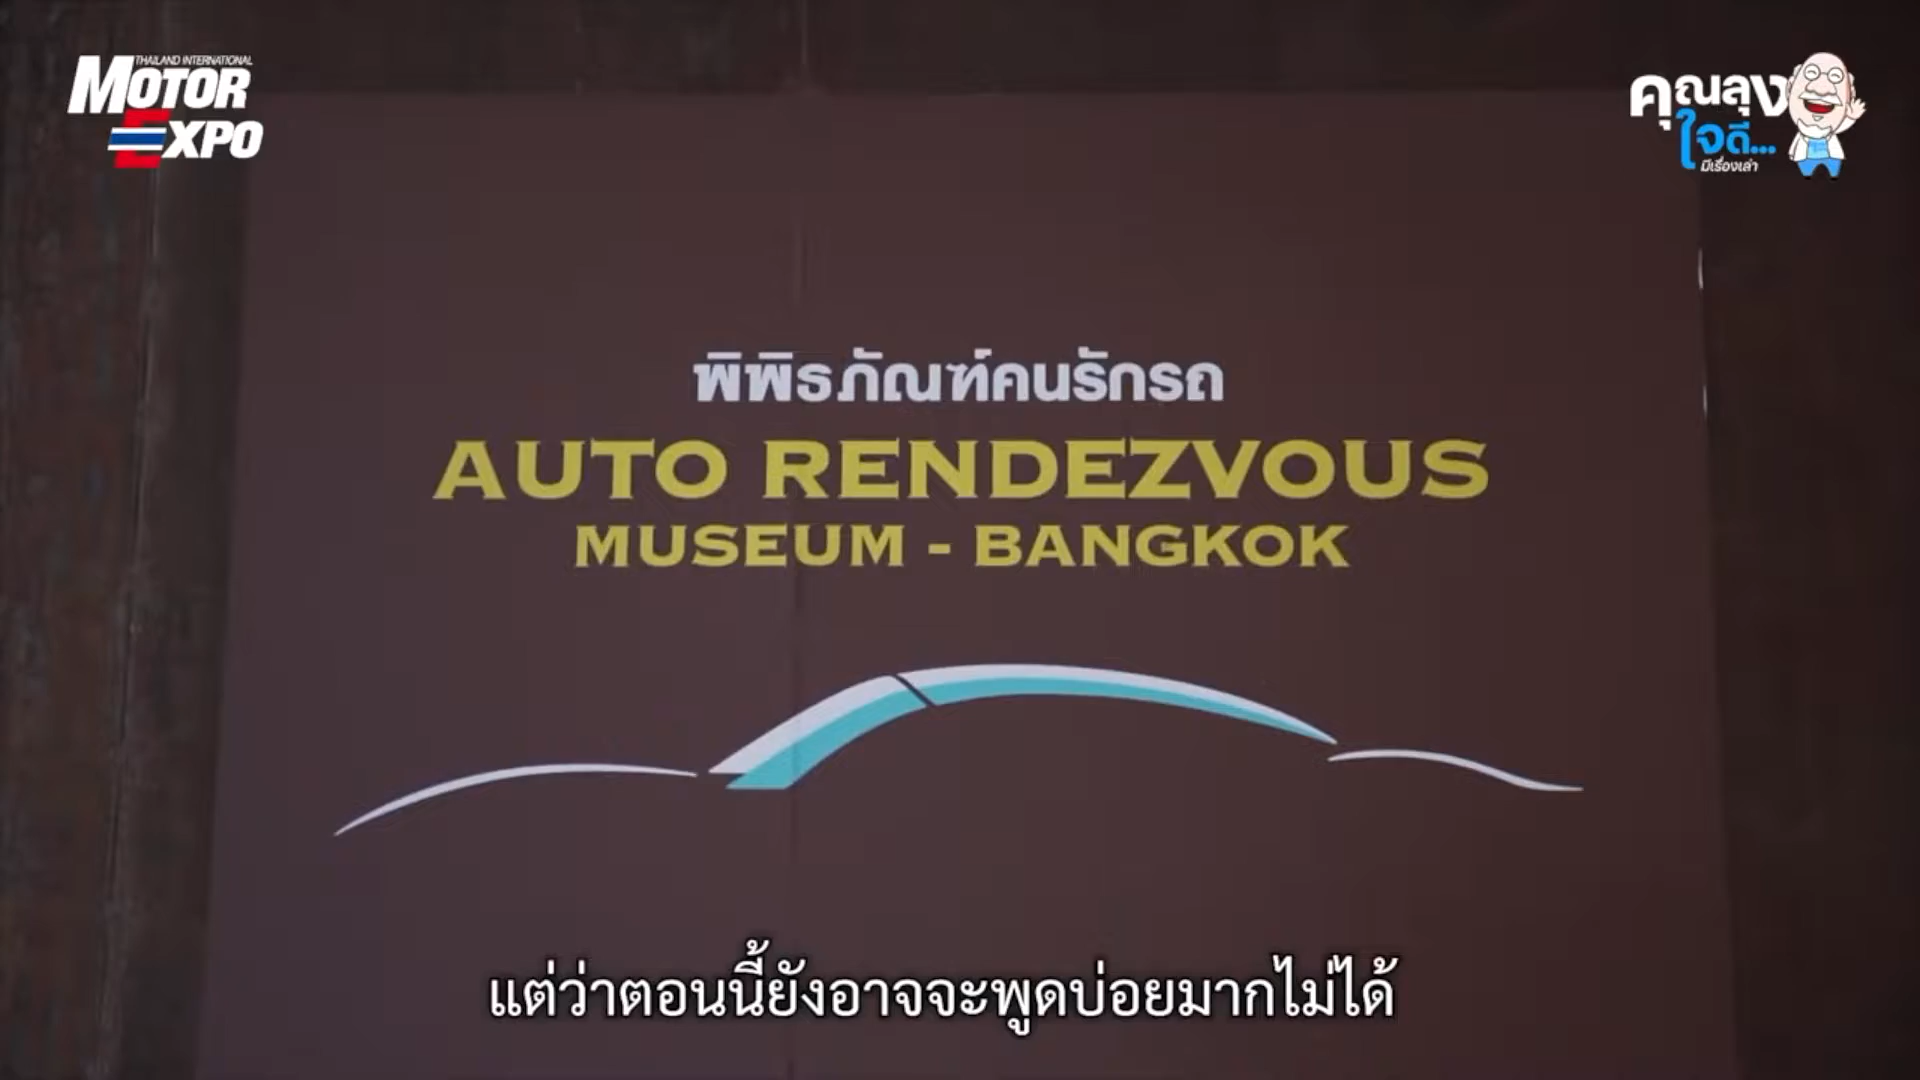 THAILAND INTERNATIONAL
MOTOR
EXPO
คุณลุง
ใจดี...
มีเรื่องเล่า
พิพิธภัณฑ์คนรักรถ
AUTO RENDEZVOUS
MUSEUM - BANGKOK
แต่ว่าตอนนี้ยังอาจจะพูดบ่อยมากไม่ได้